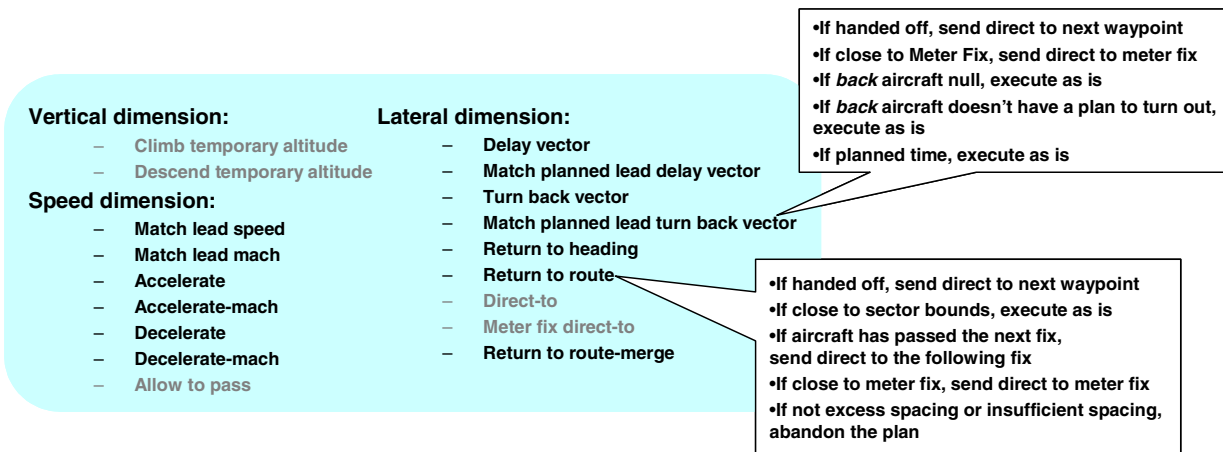 Vertical dimension:
– Climb temporary altitude
– Descend temporary altitude
Speed dimension:
– Match lead speed
– Match lead mach
– Accelerate
– Accelerate-mach
– Decelerate
– Decelerate-mach
– Allow to pass
Lateral dimension:
– Delay vector
– Match planned lead delay vector
– Turn back vector
– Match planned lead turn back vector
– Return to heading
– Return to route
– Direct-to
– Meter fix direct-to
– Return to route-merge
•If handed off, send direct to next waypoint
•If close to Meter Fix, send direct to meter fix
•If back aircraft null, execute as is
•If back aircraft doesn’t have a plan to turn out,
execute as is
•If planned time, execute as is
•If handed off, send direct to next waypoint
•If close to sector bounds, execute as is
•If aircraft has passed the next fix,
send direct to the following fix
•If close to meter fix, send direct to meter fix
•If not excess spacing or insufficient spacing,
abandon the plan